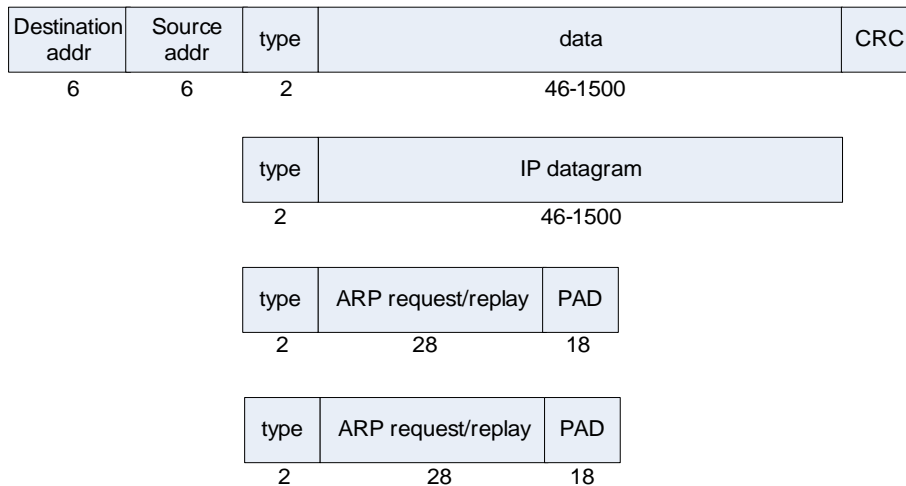 Destination addr Source addr type data CRC
6 6 2 46-1500
type IP datagram
2 46-1500
type ARP request/replay PAD
2 28 18
type ARP request/replay PAD
2 28 18